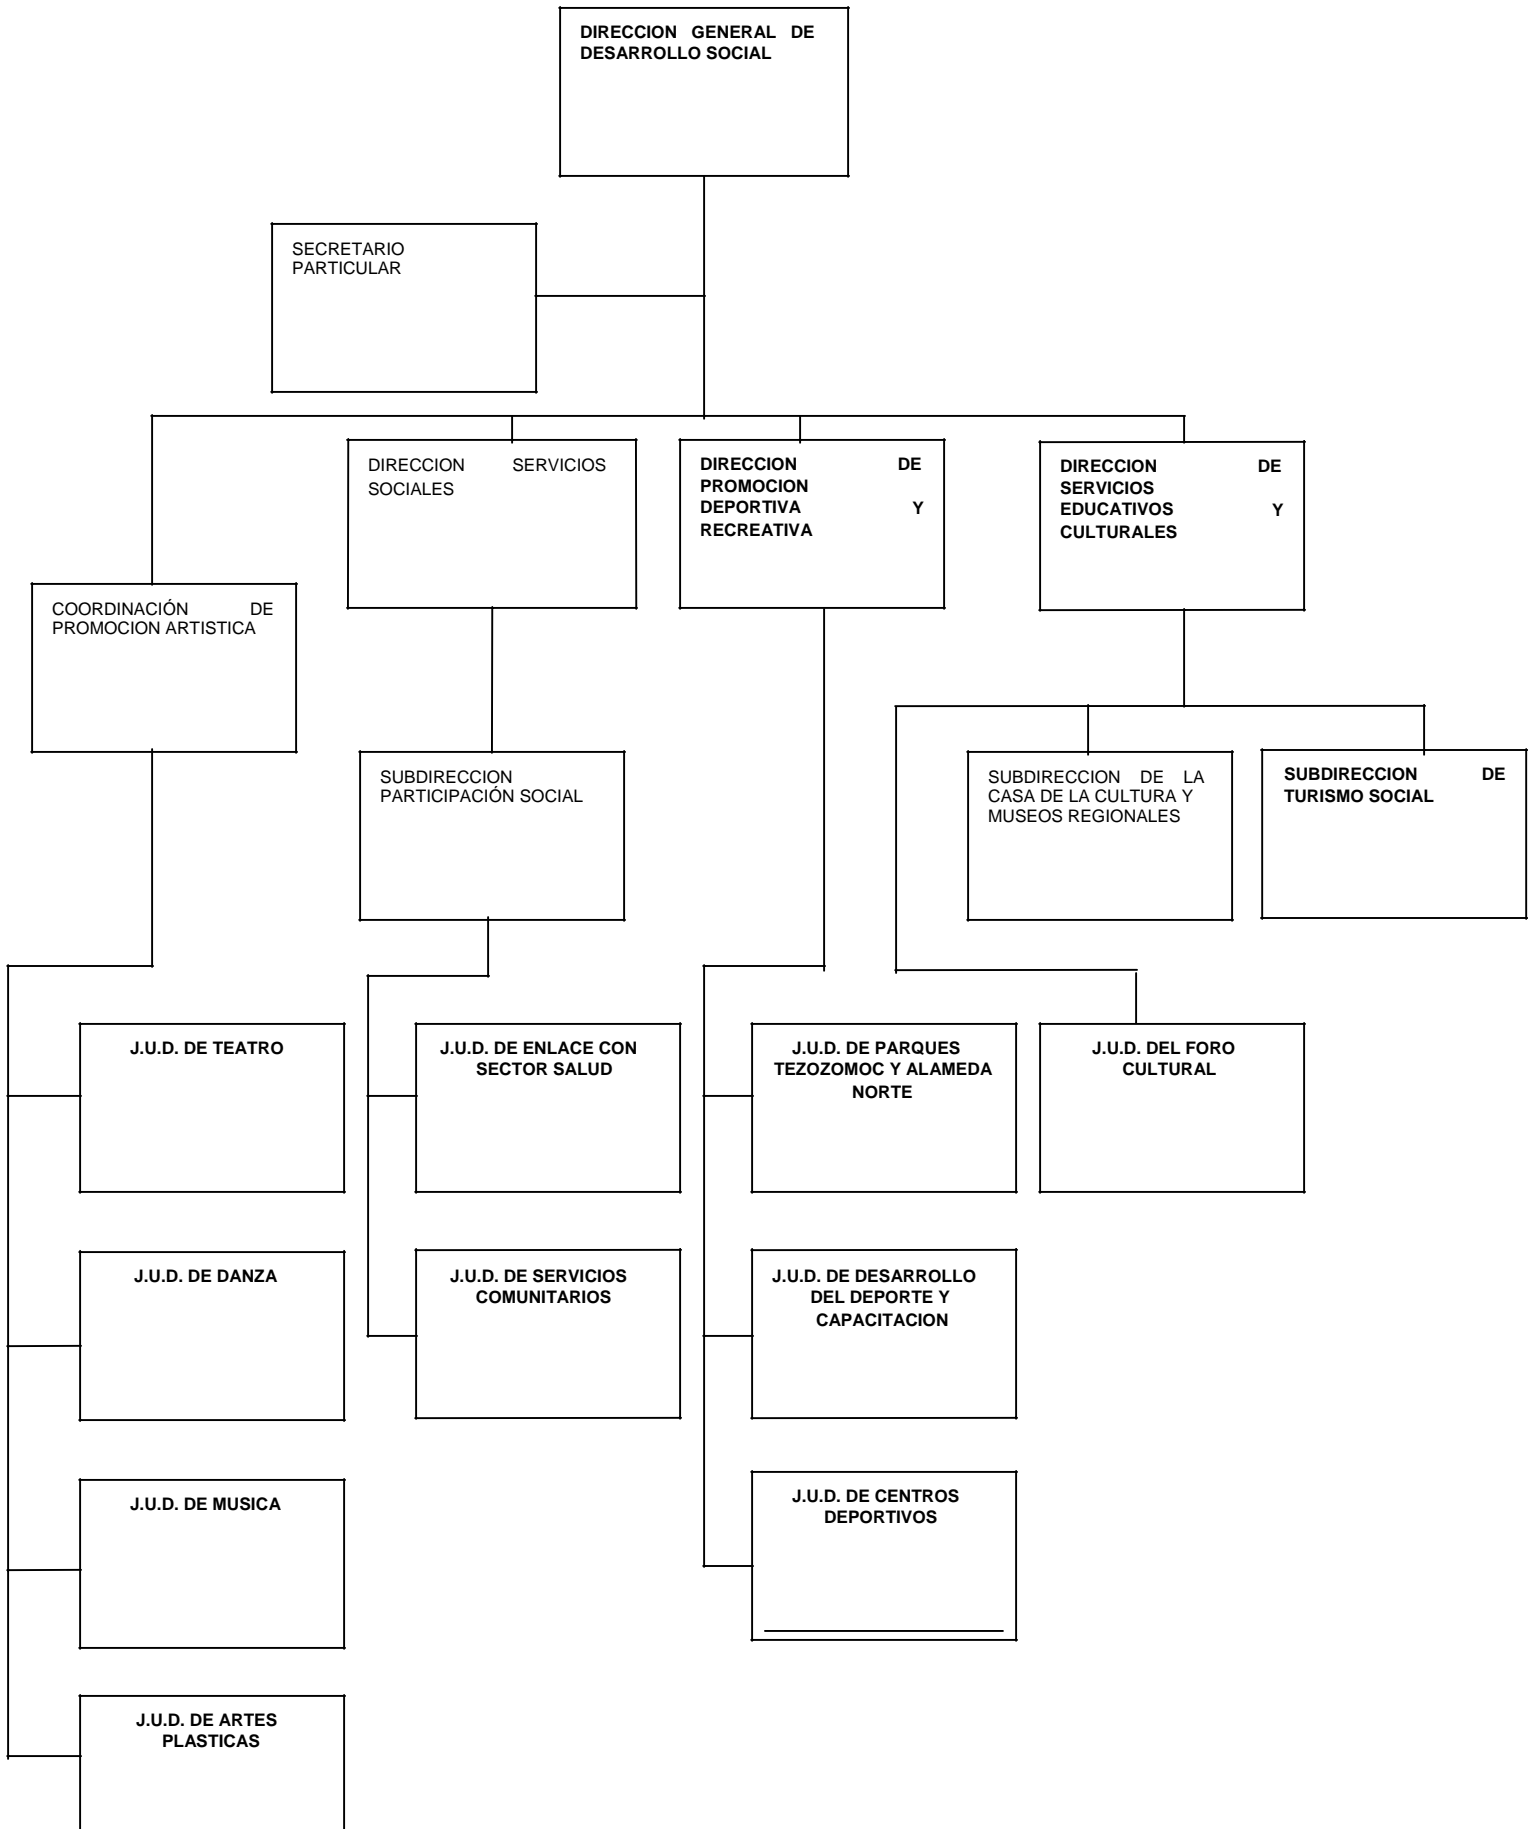 DIRECCION GENERAL DE
DESARROLLO SOCIAL
SECRETARIO
PARTICULAR
DIRECCION SERVICIOS
SOCIALES
DIRECCION DE
PROMOCION
DEPORTIVA Y
RECREATIVA
DIRECCION DE
SERVICIOS
EDUCATIVOS Y
CULTURALES
COORDINACIÓN DE
PROMOCION ARTISTICA
SUBDIRECCION
PARTICIPACIÓN SOCIAL
SUBDIRECCION DE LA
CASA DE LA CULTURA Y
MUSEOS REGIONALES
SUBDIRECCION DE
TURISMO SOCIAL
J.U.D. DE TEATRO
J.U.D. DE ENLACE CON
SECTOR SALUD
J.U.D. DE PARQUES
TEZOZOMOC Y ALAMEDA
NORTE
J.U.D. DEL FORO
CULTURAL
J.U.D. DE DANZA
J.U.D. DE SERVICIOS
COMUNITARIOS
J.U.D. DE DESARROLLO
DEL DEPORTE Y
CAPACITACION
J.U.D. DE MUSICA
J.U.D. DE CENTROS
DEPORTIVOS
J.U.D. DE ARTES
PLASTICAS